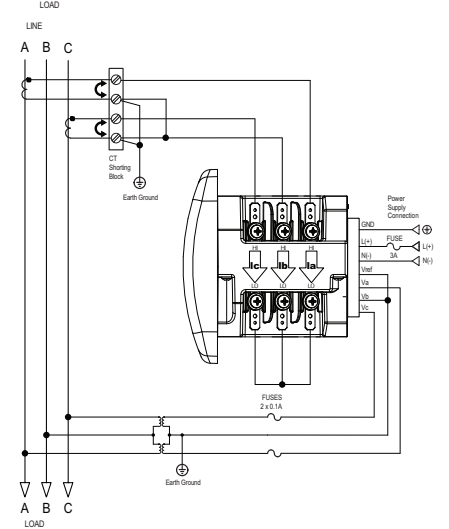 LOAD
LINE
A B C
CT
Shorting
Block
Earth Ground
Power
Supply
Connection
GND
L(+)
FUSE
L(+)
N(-)
3A
N(-)
Vref
Va
Vb
Vc
HI HI HI
Ic Ib Ia
LO LO LO
FUSES
2 x 0.1A
Earth Ground
A B C
LOAD